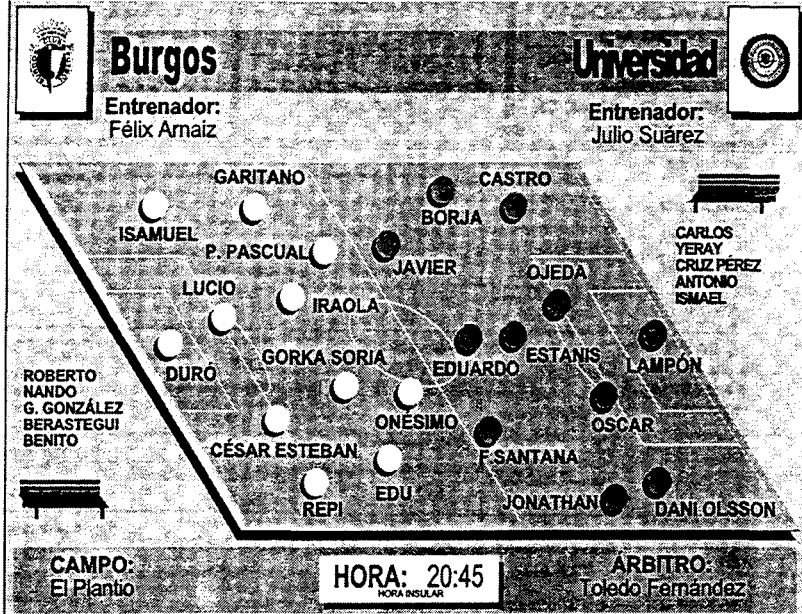 Burgos
Entrenador:
Félix Arnaiz
Universidad
Entrenador:
Julio Suárez
GARITANO
ISAMUEL
P. PASCUAL
LUCIO
IRAOLA
DURÓ
GORKA SORIA
ONÉSIMO
CÉSAR ESTEBAN
EDU
REPI
CASTRO
BORJA
JAVIER
OJEDA
EDUARDO
ESTANIS
LAMPÓN
OSCAR
F.SANTANA
JONATHAN
DANI OLSSON
CARLOS
YERAY
CRUZ PÉREZ
ANTONIO
ISMAEL
ROBERTO
NANDO
G. GONZÁLEZ
BERASTEGUI
BENITO
CAMPO:
El Plantio
HORA: 20:45
HORA INSULAR
ÁRBITRO:
Toledo Fernández